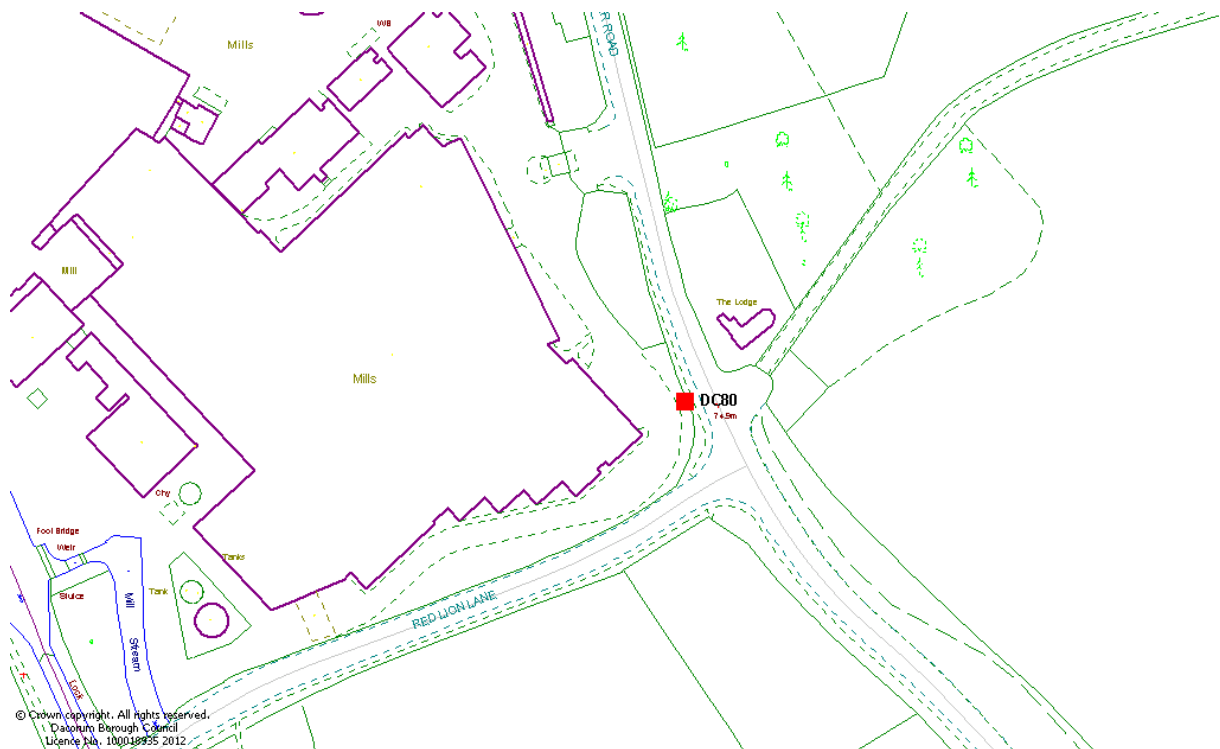 WB
Mills
R ROAD
Mill
The Lodge
Mills
DC80
74.9m
Chy
Foot Bridge
Weir
Tanks
Tank
Sluice
Mill Stream
RED LION LANE
Lock
© Crown copyright. All rights reserved.
Dacorum Borough Council
Licence No. 100018935 2012